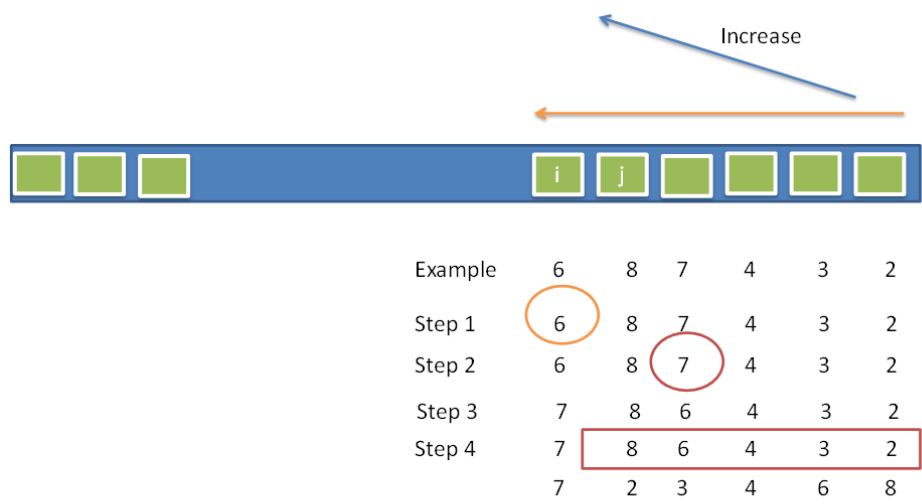 Increase
i j
Example 6 8 7 4 3 2
Step 1 6 8 7 4 3 2
Step 2 6 8 7 4 3 2
Step 3 7 8 6 4 3 2
Step 4 7 8 6 4 3 2
7 2 3 4 6 8